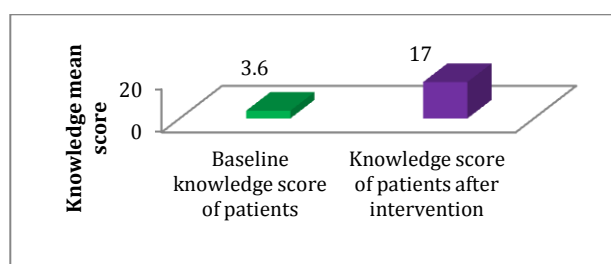 Knowledge mean
score
20
0
3.6
17
Baseline
knowledge score
of patients
Knowledge score
of patients after
intervention